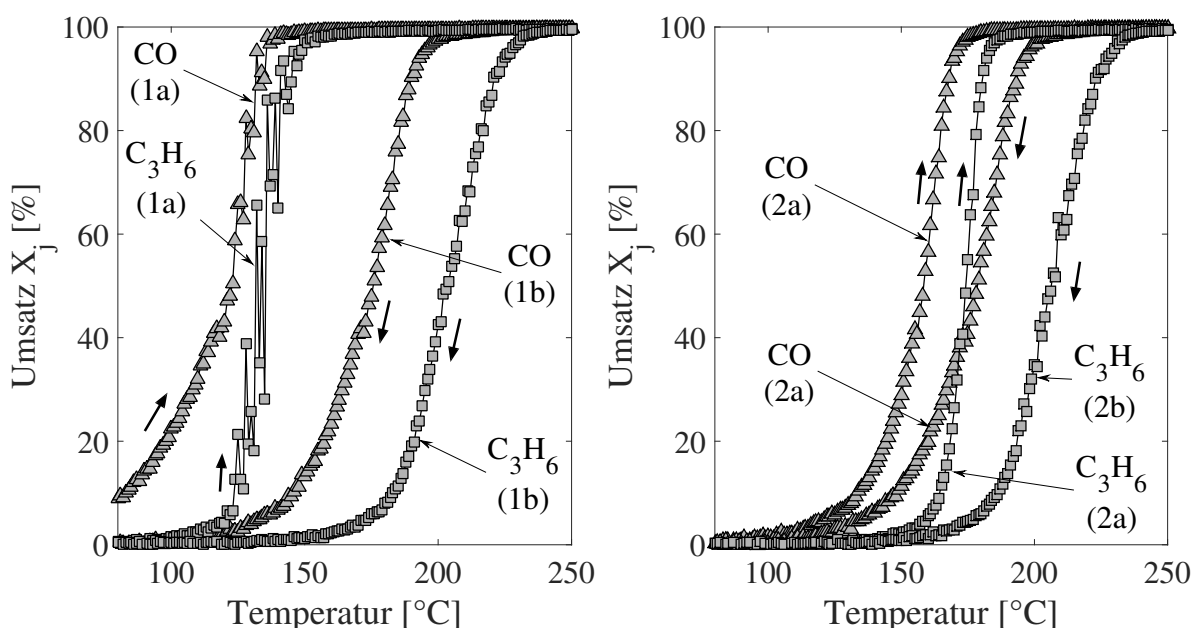 100
80
60
40
20
0
Umsatz X_j [%]
CO
(1a)
C₃H₆
(1a)
CO
(1b)
C₃H₆
(1b)
100
150
200
250
Temperatur [°C]
100
80
60
40
20
0
Umsatz X_j [%]
CO
(2a)
CO
(2a)
C₃H₆
(2b)
C₃H₆
(2a)
100
150
200
250
Temperatur [°C]